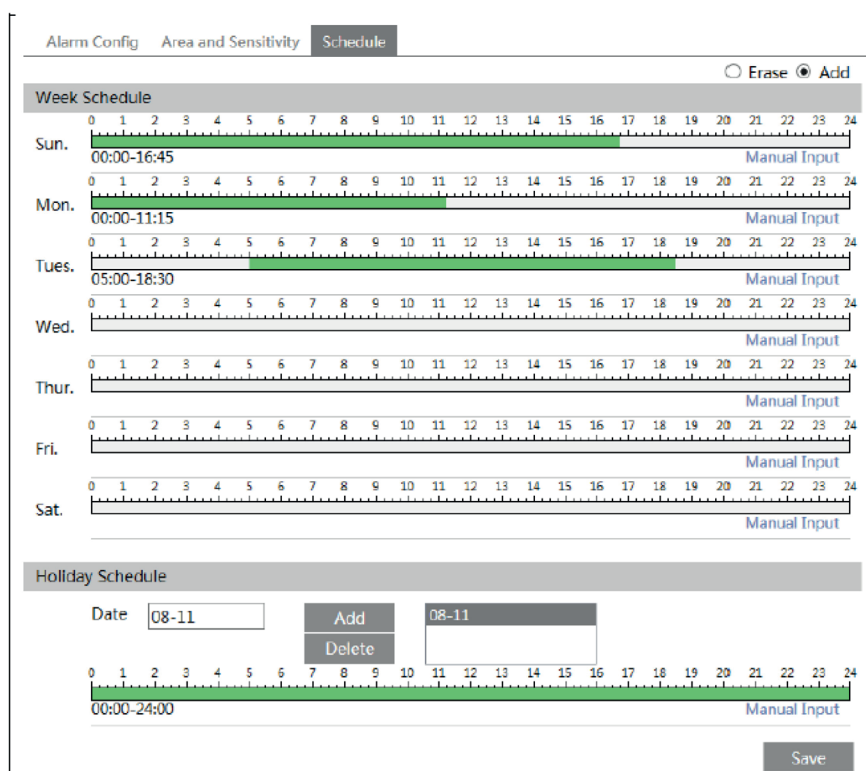 Alarm Config Area and Sensitivity Schedule
Erase Add
Week Schedule
0 1 2 3 4 5 6 7 8 9 10 11 12 13 14 15 16 17 18 19 20 21 22 23 24
Sun.
00:00-16:45 Manual Input
0 1 2 3 4 5 6 7 8 9 10 11 12 13 14 15 16 17 18 19 20 21 22 23 24
Mon.
00:00-11:15 Manual Input
0 1 2 3 4 5 6 7 8 9 10 11 12 13 14 15 16 17 18 19 20 21 22 23 24
Tues.
05:00-18:30 Manual Input
0 1 2 3 4 5 6 7 8 9 10 11 12 13 14 15 16 17 18 19 20 21 22 23 24
Wed.
Manual Input
0 1 2 3 4 5 6 7 8 9 10 11 12 13 14 15 16 17 18 19 20 21 22 23 24
Thur.
Manual Input
0 1 2 3 4 5 6 7 8 9 10 11 12 13 14 15 16 17 18 19 20 21 22 23 24
Fri.
Manual Input
0 1 2 3 4 5 6 7 8 9 10 11 12 13 14 15 16 17 18 19 20 21 22 23 24
Sat.
Manual Input
Holiday Schedule
Date 08-11 Add 08-11
Delete
0 1 2 3 4 5 6 7 8 9 10 11 12 13 14 15 16 17 18 19 20 21 22 23 24
00:00-24:00 Manual Input
Save